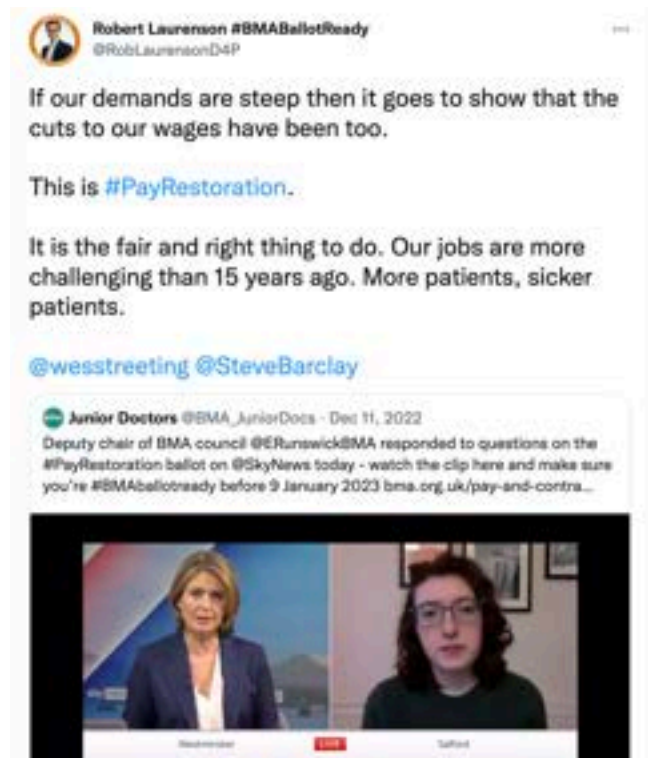 Robert Laurenson #BMABallotReady
@RobLaurensonD4P
If our demands are steep then it goes to show that the
cuts to our wages have been too.
This is #PayRestoration.
It is the fair and right thing to do. Our jobs are more
challenging than 15 years ago. More patients, sicker
patients.
@wesstreeting @SteveBarclay
Junior Doctors @BMA_JuniorDocs · Dec 11, 2022
Deputy chair of BMA council @ERunswickBMA responded to questions on the
#PayRestoration ballot on @SkyNews today - watch the clip here and make sure
you're #BMAballotready before 9 January 2023 bma.org.uk/pay-and-contra...
Westminster LIVE Salford